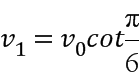 v₁ = v₀cot π/6